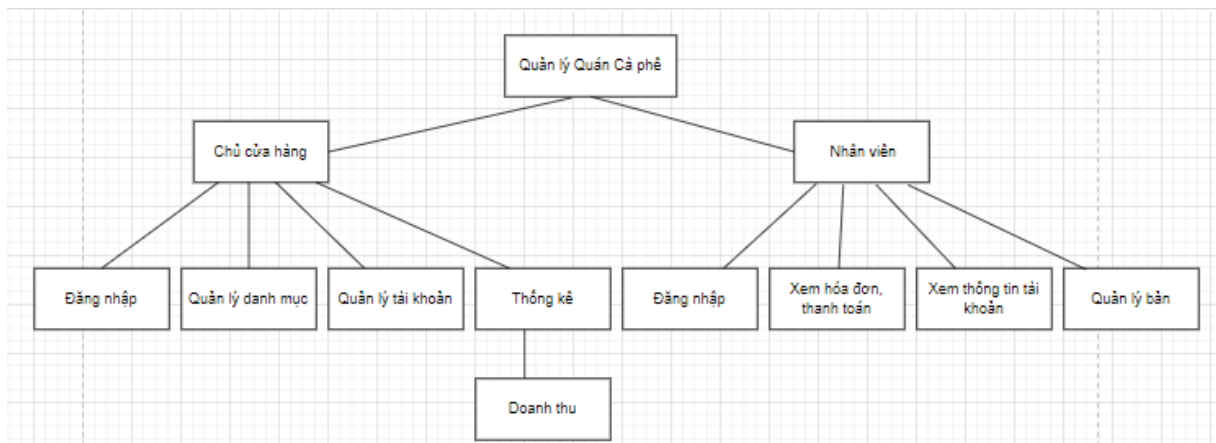 Quản lý Quán Cà phê
Chủ cửa hàng
Nhân viên
Đăng nhập
Quản lý danh mục
Quản lý tài khoản
Thống kê
Đăng nhập
Xem hóa đơn,
thanh toán
Xem thông tin tài
khoản
Quản lý bàn
Doanh thu